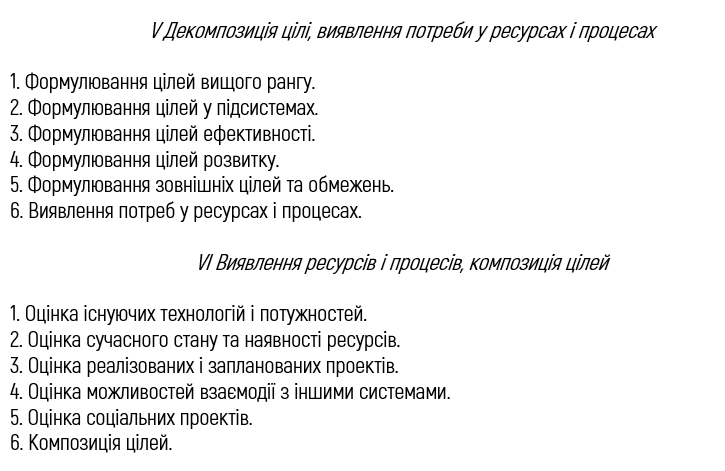 V Декомпозиція цілі, виявлення потреби у ресурсах і процесах
1. Формулювання цілей вищого рангу.
2. Формулювання цілей у підсистемах.
3. Формулювання цілей ефективності.
4. Формулювання цілей розвитку.
5. Формулювання зовнішніх цілей та обмежень.
6. Виявлення потреб у ресурсах і процесах.
VI Виявлення ресурсів і процесів, композиція цілей
1. Оцінка існуючих технологій і потужностей.
2. Оцінка сучасного стану та наявності ресурсів.
3. Оцінка реалізованих і запланованих проектів.
4. Оцінка можливостей взаємодії з іншими системами.
5. Оцінка соціальних проектів.
6. Композиція цілей.